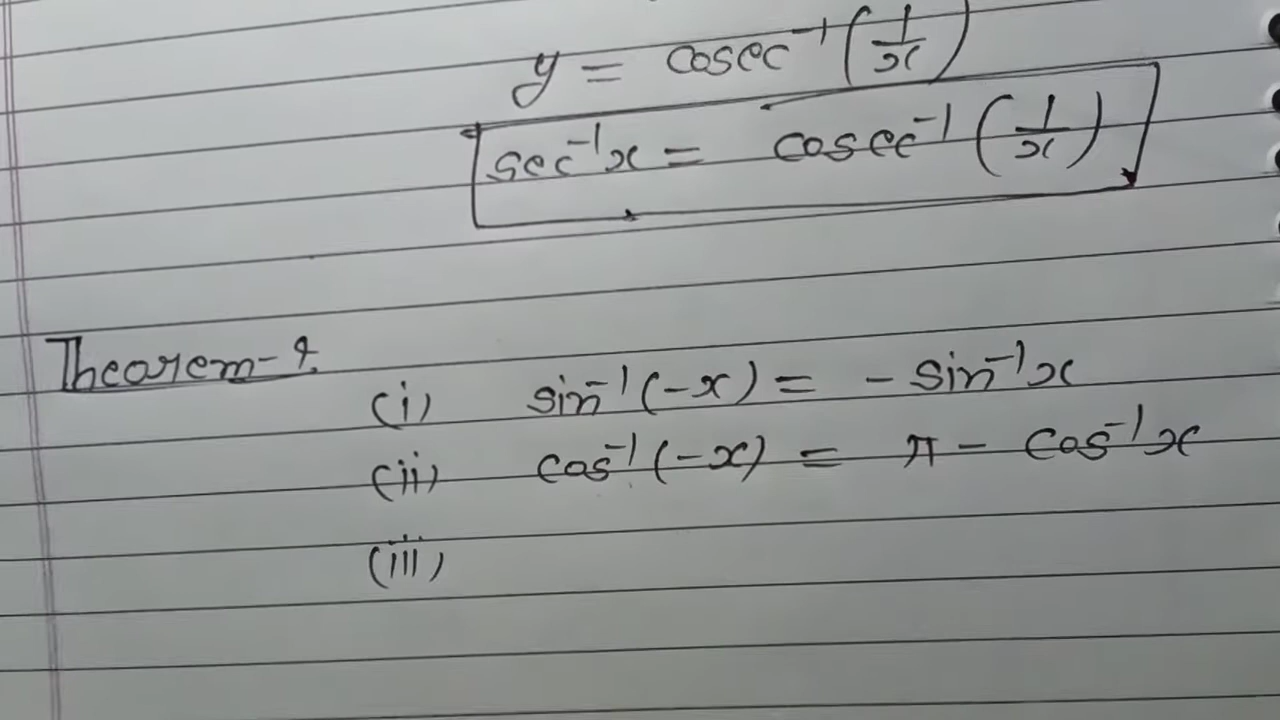 y = cosec⁻¹(1/x)
sec⁻¹x = cosec⁻¹(1/x)
Theorem-
(i) sin⁻¹(-x) = - sin⁻¹x
(ii) cos⁻¹(-x) = π - cos⁻¹x
(iii)